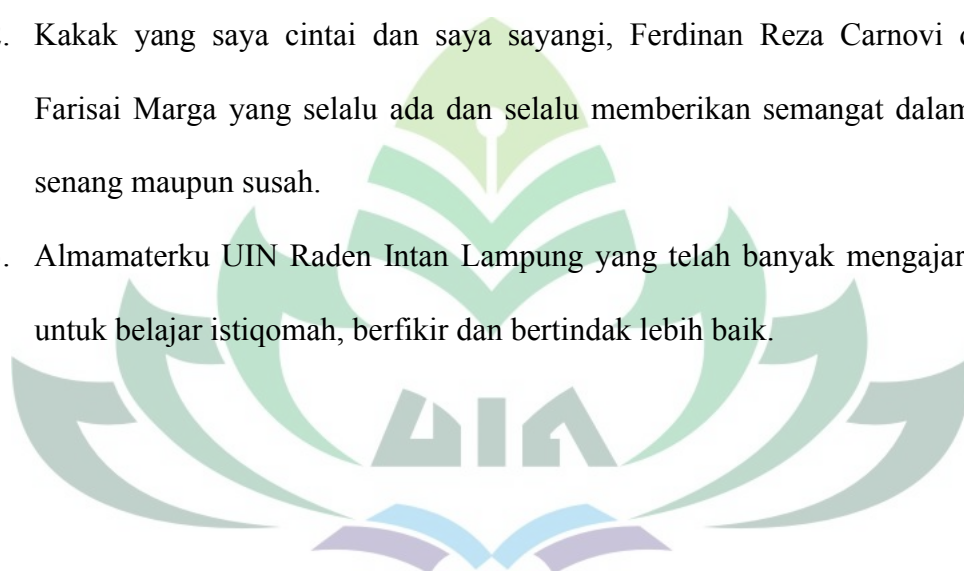 . Kakak yang saya cintai dan saya sayangi, Ferdinan Reza Carnovi
Farisai Marga yang selalu ada dan selalu memberikan semangat dalam
senang maupun susah.
. Almamaterku UIN Raden Intan Lampung yang telah banyak mengajar
untuk belajar istiqomah, berfikir dan bertindak lebih baik.
UIN